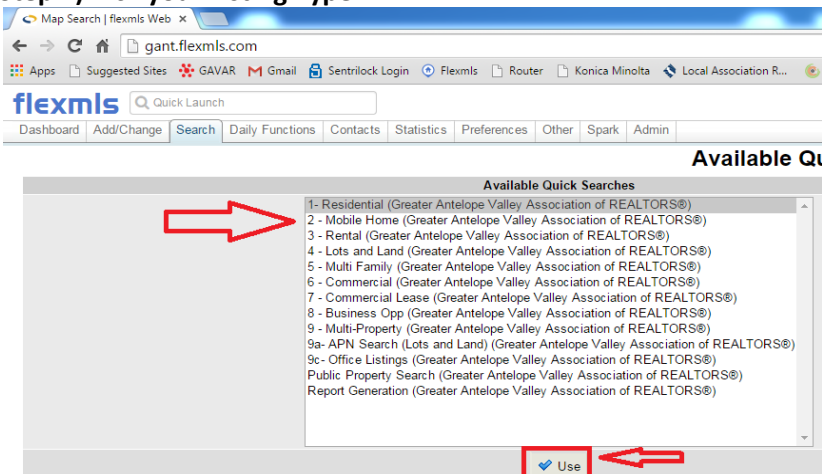 Map Search | flexmls Web ×
gant.flexmls.com
Apps Suggested Sites GAVAR Gmail Sentrilock Login Flexmls Router Konica Minolta Local Association R...
flexmls Quick Launch
Dashboard Add/Change Search Daily Functions Contacts Statistics Preferences Other Spark Admin
Available
Available Quick Searches
1- Residential (Greater Antelope Valley Association of REALTORS®)
2 - Mobile Home (Greater Antelope Valley Association of REALTORS®)
3 - Rental (Greater Antelope Valley Association of REALTORS®)
4 - Lots and Land (Greater Antelope Valley Association of REALTORS®)
5 - Multi Family (Greater Antelope Valley Association of REALTORS®)
6 - Commercial (Greater Antelope Valley Association of REALTORS®)
7 - Commercial Lease (Greater Antelope Valley Association of REALTORS®)
8 - Business Opp (Greater Antelope Valley Association of REALTORS®)
9 - Multi-Property (Greater Antelope Valley Association of REALTORS®)
9a- APN Search (Lots and Land) (Greater Antelope Valley Association of REALTORS®)
9c- Office Listings (Greater Antelope Valley Association of REALTORS®)
Public Property Search (Greater Antelope Valley Association of REALTORS®)
Report Generation (Greater Antelope Valley Association of REALTORS®)
Use